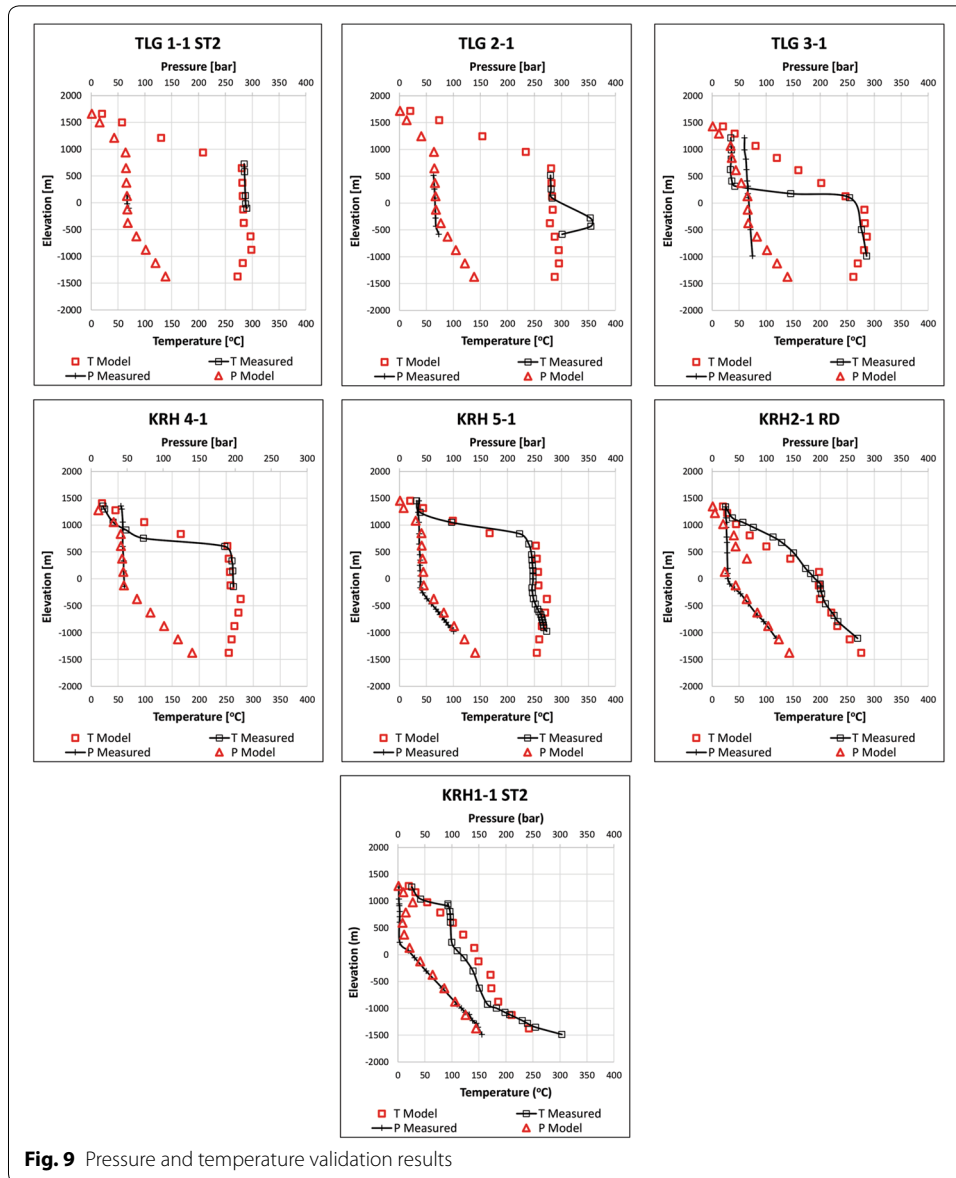 TLG 1-1 ST2
Pressure [bar]
0 50 100 150 200 250 300 350 400
2000
1500
1000
500
0
-500
-1000
-1500
-2000
Elevation [m]
Temperature [°C]
T Model T Measured
P Measured P Model
TLG 2-1
Pressure [bar]
0 50 100 150 200 250 300 350 400
2000
1500
1000
500
0
-500
-1000
-1500
-2000
Elevation [m]
0 50 100 150 200 250 300 350 400
Temperature [°C]
T Model T Measured
P Measured P Model
TLG 3-1
Pressure [bar]
0 50 100 150 200 250 300 350 400
2000
1500
1000
500
0
-500
-1000
-1500
-2000
Elevation [m]
0 50 100 150 200 250 300 350 400
Temperature [°C]
T Model T Measured
P Measured P Model
KRH 4-1
Pressure [bar]
0 50 100 150 200 250 300
2000
1500
1000
500
0
-500
-1000
-1500
-2000
Elevation [m]
0 50 100 150 200 250 300 350 400
Temperature [°C]
T Model T Measured
P Measured P Model
KRH 5-1
Pressure [bar]
0 50 100 150 200 250 300 350 400
2000
1500
1000
500
0
-500
-1000
-1500
-2000
Elevation [m]
0 50 100 150 200 250 300 350 400
Temperature [°C]
T Model T Measured
P Measured P Model
KRH2-1 RD
Pressure [bar]
0 50 100 150 200 250 300 350 400
2000
1500
1000
500
0
-500
-1000
-1500
-2000
Elevation [m]
0 50 100 150 200 250 300 350 400
Temperature [°C]
T Model T Measured
P Measured P Model
KRH1-1 ST2
Pressure (bar)
0 50 100 150 200 250 300 350 400
2000
1500
1000
500
0
-500
-1000
-1500
-2000
Elevation (m)
0 50 100 150 200 250 300 350 400
Temperature (°C)
T Model T Measured
P Measured P Model
Fig. 9 Pressure and temperature validation results